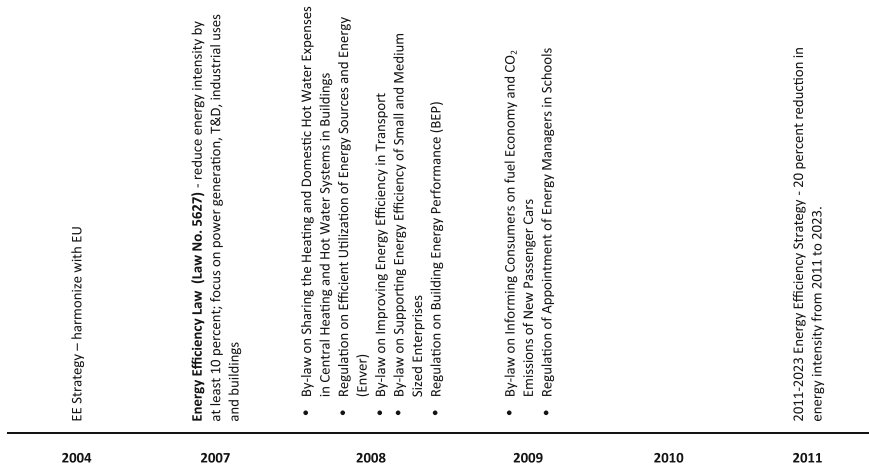 EE Strategy – harmonize with EU
Energy Efficiency Law (Law No. 5627) - reduce energy intensity by
at least 10 percent; focus on power generation, T&D, industrial uses
and buildings
• By-law on Sharing the Heating and Domestic Hot Water Expenses
in Central Heating and Hot Water Systems in Buildings
• Regulation on Efficient Utilization of Energy Sources and Energy
(Enver)
• By-law on Improving Energy Efficiency in Transport
• By-law on Supporting Energy Efficiency of Small and Medium
Sized Enterprises
• Regulation on Building Energy Performance (BEP)
• By-law on Informing Consumers on fuel Economy and CO₂
Emissions of New Passenger Cars
• Regulation of Appointment of Energy Managers in Schools
2011-2023 Energy Efficiency Strategy - 20 percent reduction in
energy intensity from 2011 to 2023.
2004 2007 2008 2009 2010 2011